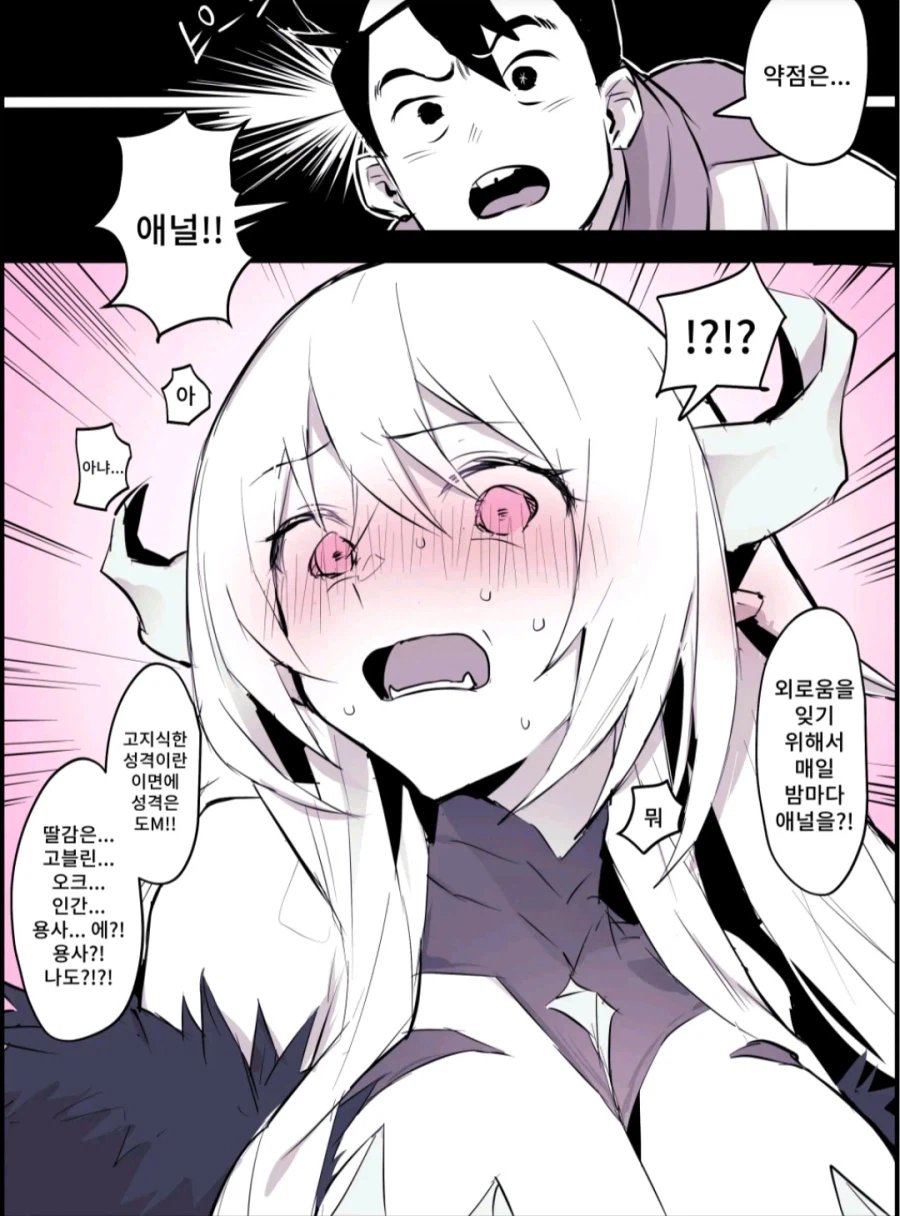 약점은...
애널!!
!?!?
아
아냐...
외로움을
잊기
위해서
매일
밤마다
애널을?!
뭐
고지식한
성격이란
이면에
성격은
도M!!
딸감은...
고블린...
오크...
인간...
용사... 에?!
용사?!
나도?!?!